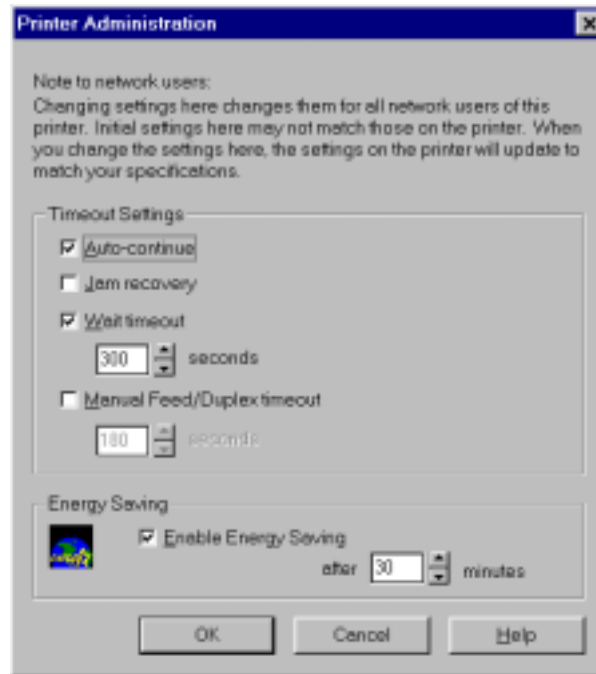 Printer Administration
Note to network users:
Changing settings here changes them for all network users of this
printer. Initial settings here may not match those on the printer. When
you change the settings here, the settings on the printer will update to
match your specifications.
Timeout Settings
Auto-continue
Jam recovery
Wait timeout
300 seconds
Manual Feed/Duplex timeout
180 seconds
Energy Saving
Enable Energy Saving
after 30 minutes
OK Cancel Help